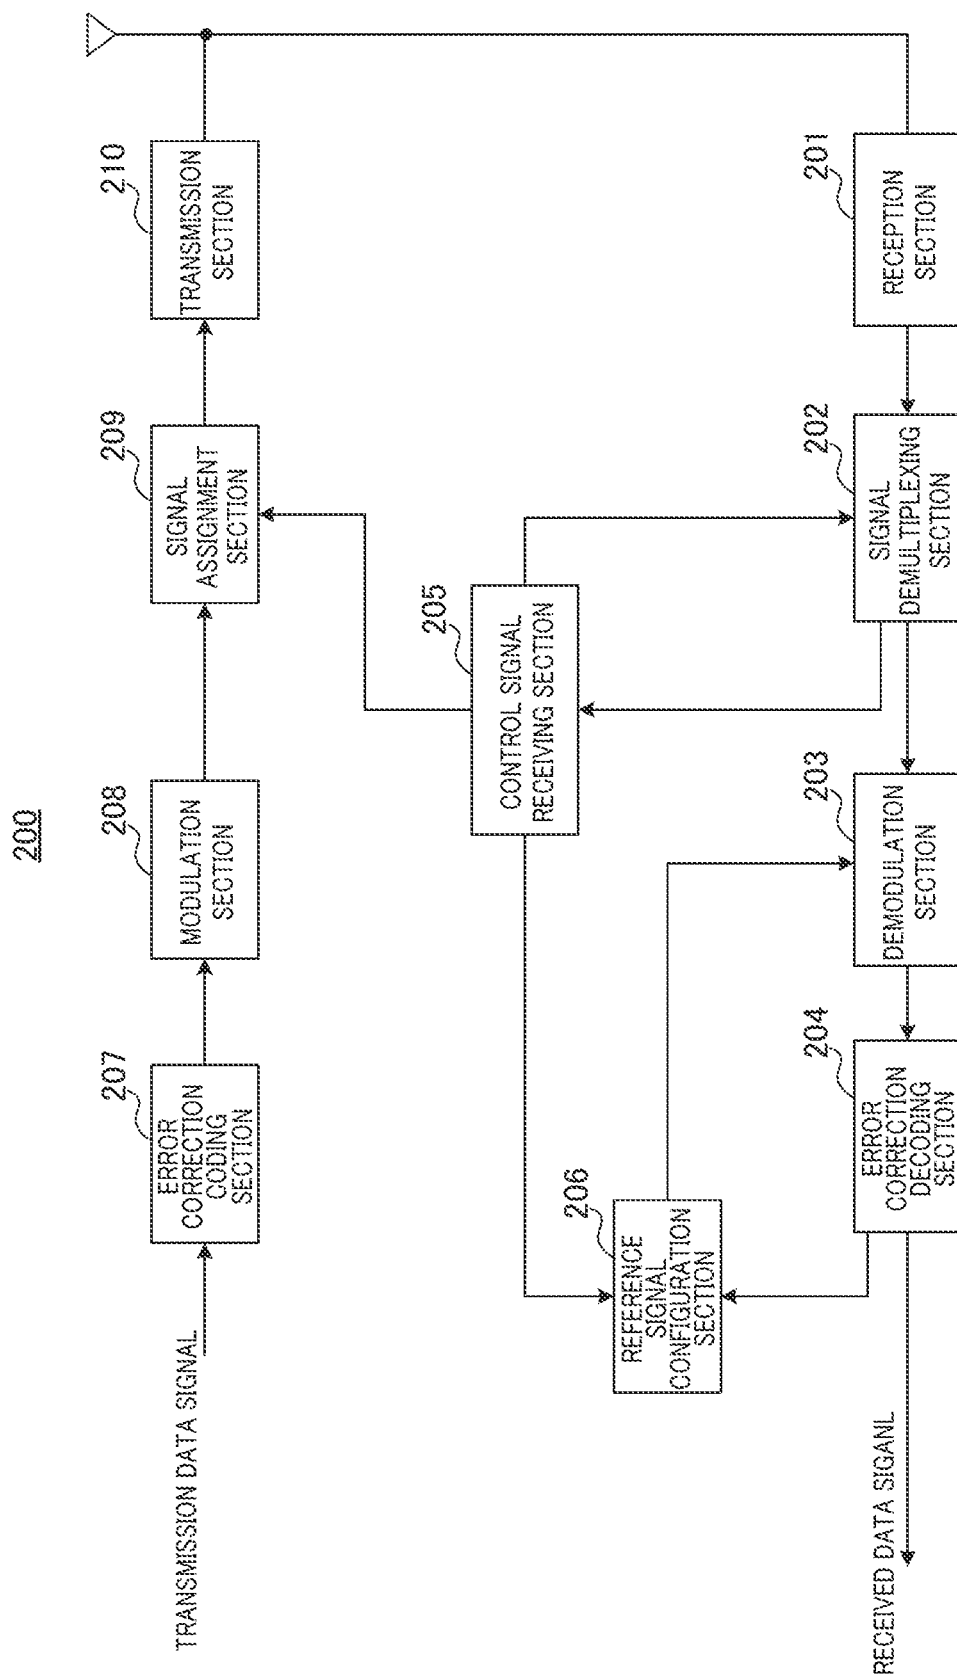 200
TRANSMISSION DATA SIGNAL
207
ERROR
CORRECTION
CODING
SECTION
208
MODULATION
SECTION
209
SIGNAL
ASSIGNMENT
SECTION
210
TRANSMISSION
SECTION
205
CONTROL SIGNAL
RECEIVING SECTION
206
REFERENCE
SIGNAL
CONFIGURATION
SECTION
RECEIVED DATA SIGANL
204
ERROR
CORRECTION
DECODING
SECTION
203
DEMODULATION
SECTION
202
SIGNAL
DEMULTIPLEXING
SECTION
201
RECEPTION
SECTION